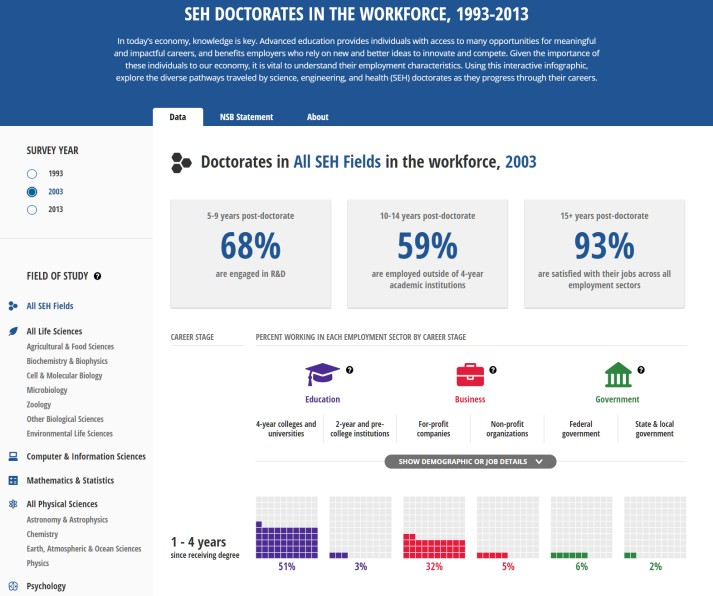 SEH DOCTORATES IN THE WORKFORCE, 1993-2013
In today's economy, knowledge is key. Advanced education provides individuals with access to many opportunities for meaningful
and impactful careers, and benefits employers who rely on new and better ideas to innovate and compete. Given the importance of
these individuals to our economy, it is vital to understand their employment characteristics. Using this interactive infographic,
explore the diverse pathways traveled by science, engineering, and health (SEH) doctorates as they progress through their careers.
Data
NSB Statement
About
SURVEY YEAR
1993
2003
2013
FIELD OF STUDY ?
All SEH Fields
All Life Sciences
Agricultural & Food Sciences
Biochemistry & Biophysics
Cell & Molecular Biology
Microbiology
Zoology
Other Biological Sciences
Environmental Life Sciences
Computer & Information Sciences
Mathematics & Statistics
All Physical Sciences
Astronomy & Astrophysics
Chemistry
Earth, Atmospheric & Ocean Sciences
Physics
Psychology
Doctorates in All SEH Fields in the workforce, 2003
5-9 years post-doctorate
68%
are engaged in R&D
10-14 years post-doctorate
59%
are employed outside of 4-year
academic institutions
15+ years post-doctorate
93%
are satisfied with their jobs across all
employment sectors
CAREER STAGE
PERCENT WORKING IN EACH EMPLOYMENT SECTOR BY CAREER STAGE
?
Education
?
Business
?
Government
4-year colleges and
universities
2-year and pre-
college institutions
For-profit
companies
Non-profit
organizations
Federal
government
State & local
government
SHOW DEMOGRAPHIC OR JOB DETAILS
1 - 4 years
since receiving degree
51%
3%
32%
5%
6%
2%